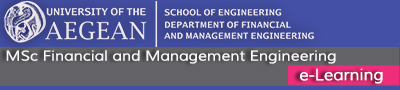 UNIVERSITY OF THE
AEGEAN
SCHOOL OF ENGINEERING
DEPARTMENT OF FINANCIAL
AND MANAGEMENT ENGINEERING
MSc Financial and Management Engineering
e-Learning